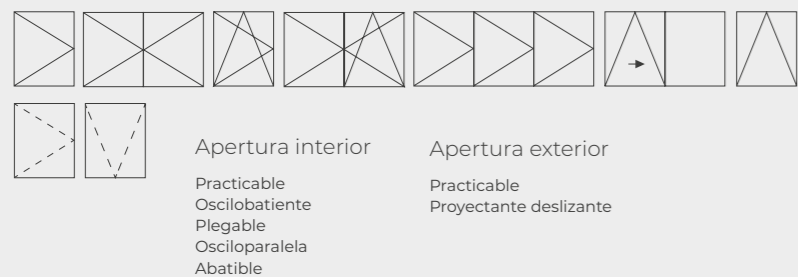 Apertura interior
Practicable
Oscilobatiente
Plegable
Osciloparalela
Abatible
Apertura exterior
Practicable
Proyectante deslizante